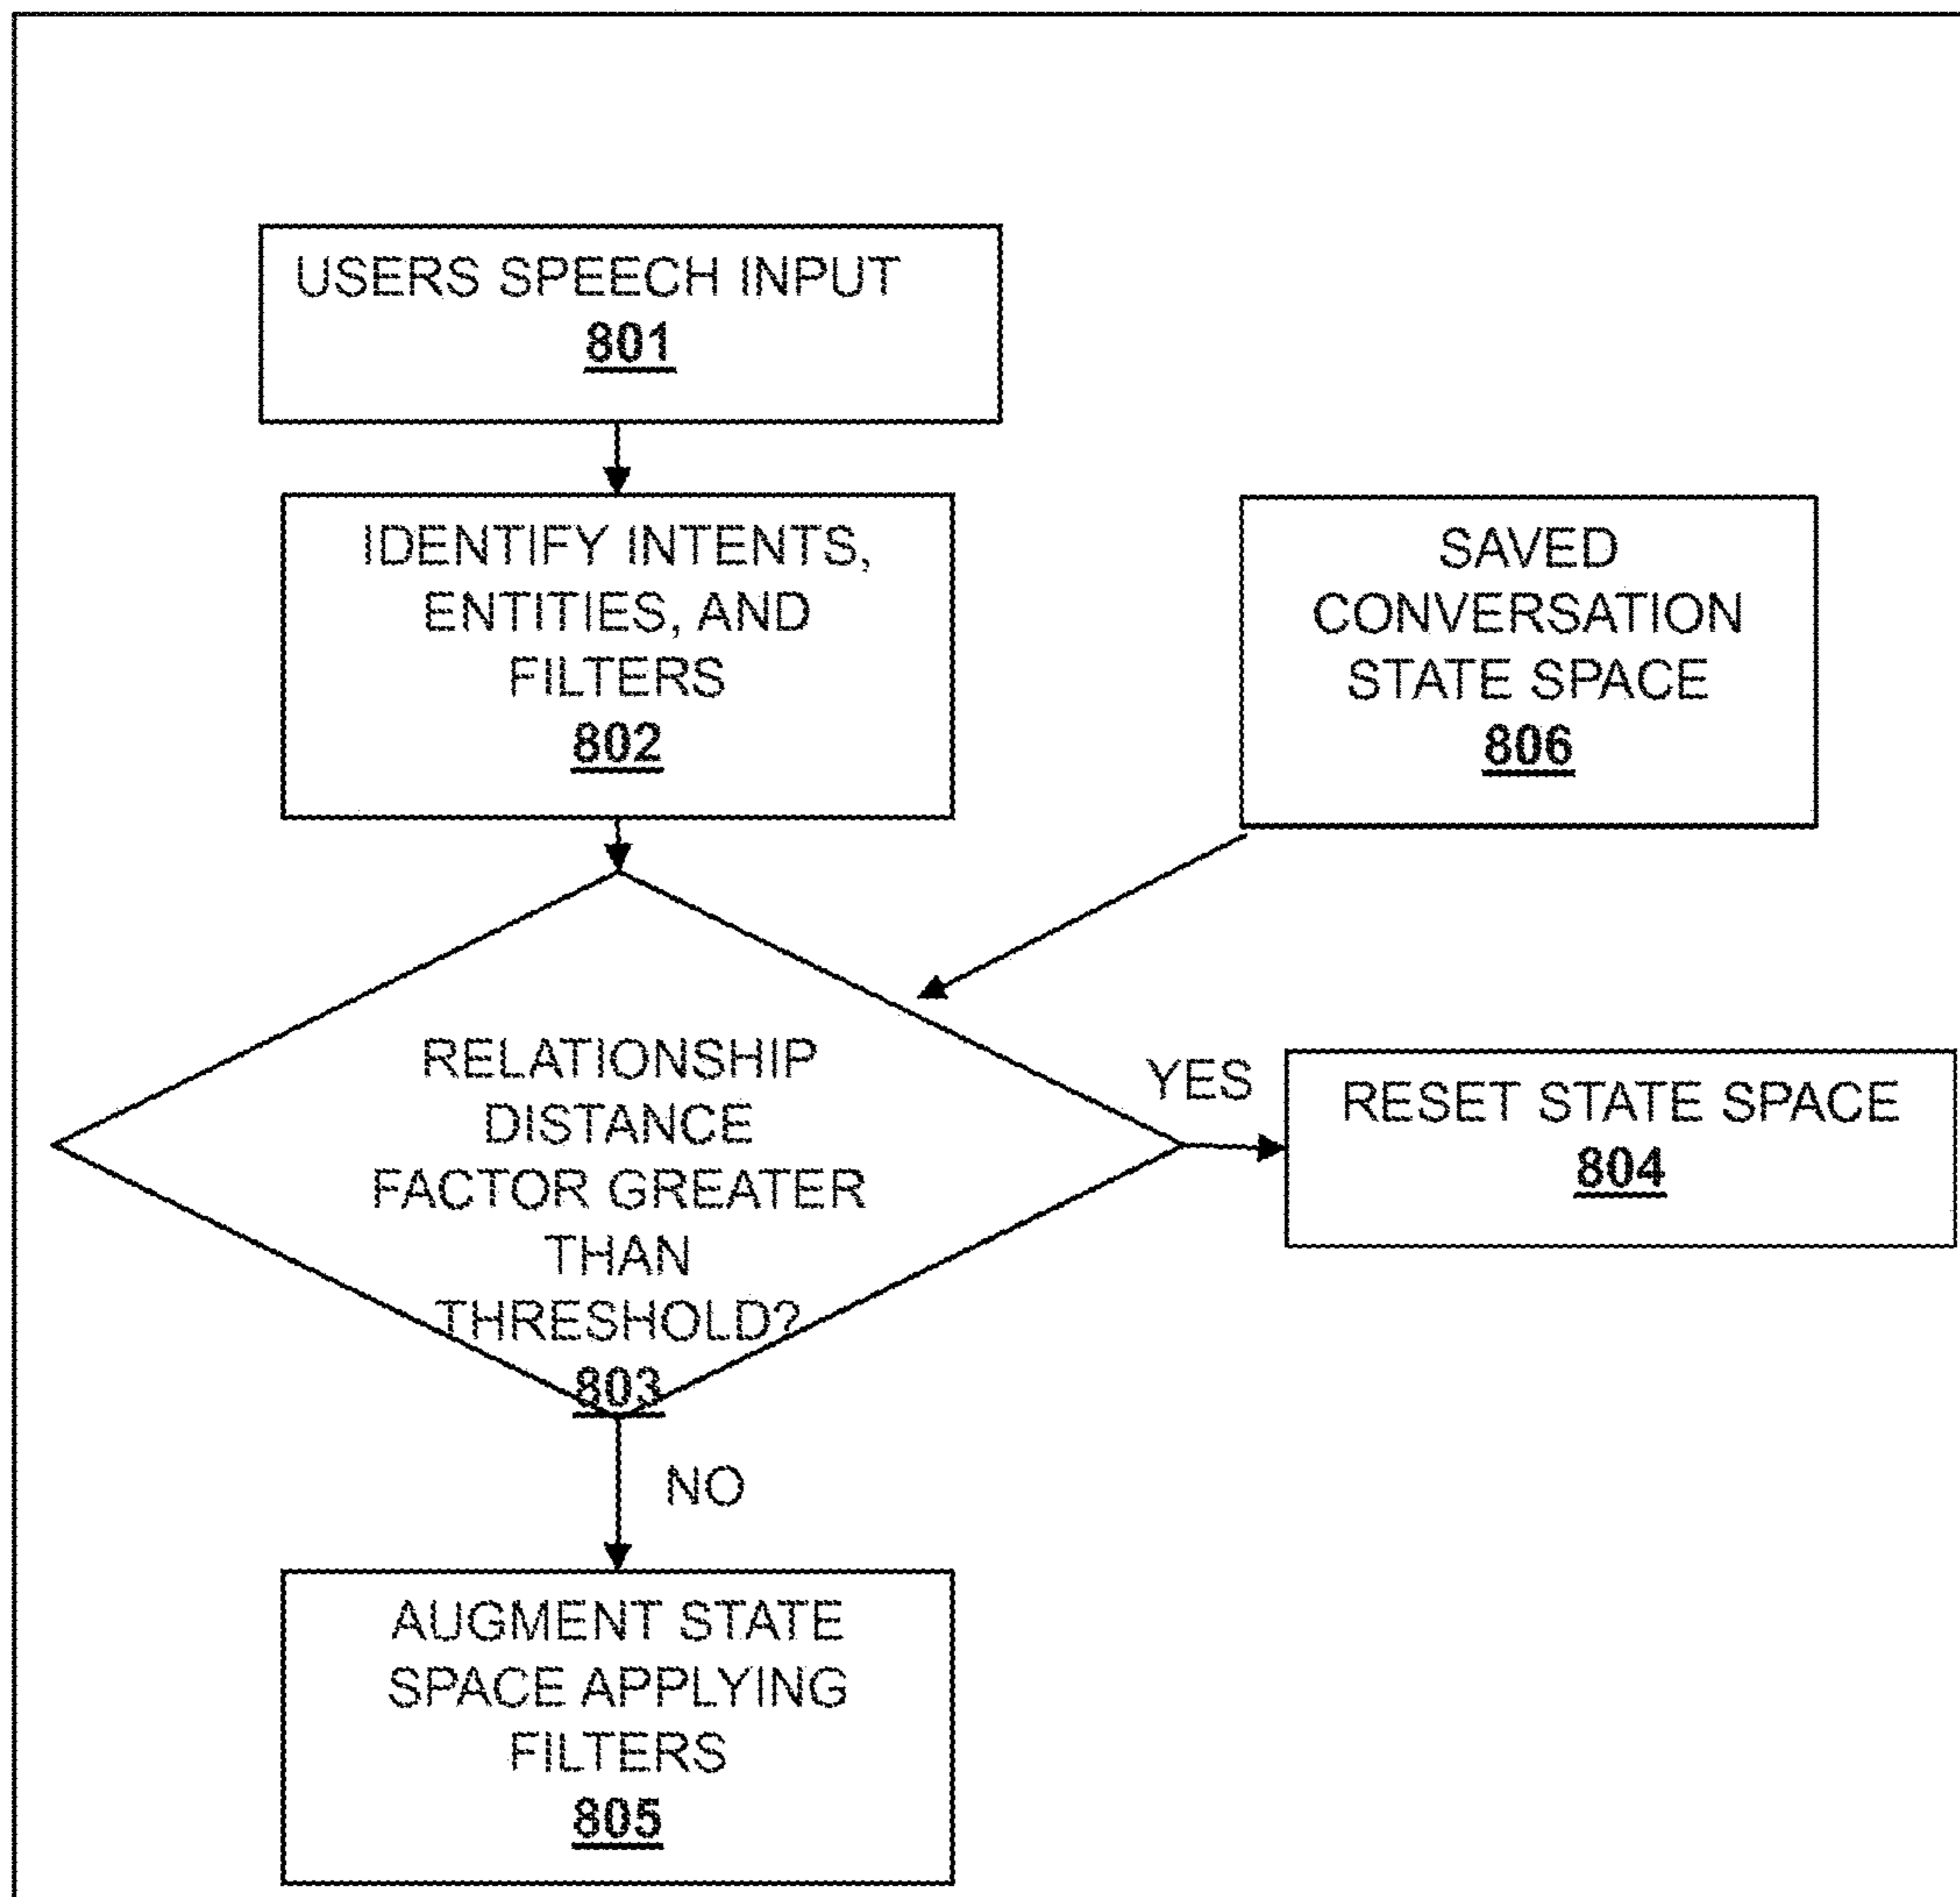 USERS SPEECH INPUT
801
IDENTIFY INTENTS,
ENTITIES, AND
FILTERS
802
SAVED
CONVERSATION
STATE SPACE
806
RELATIONSHIP
DISTANCE
FACTOR GREATER
THAN
THRESHOLD?
803
YES
RESET STATE SPACE
804
NO
AUGMENT STATE
SPACE APPLYING
FILTERS
805